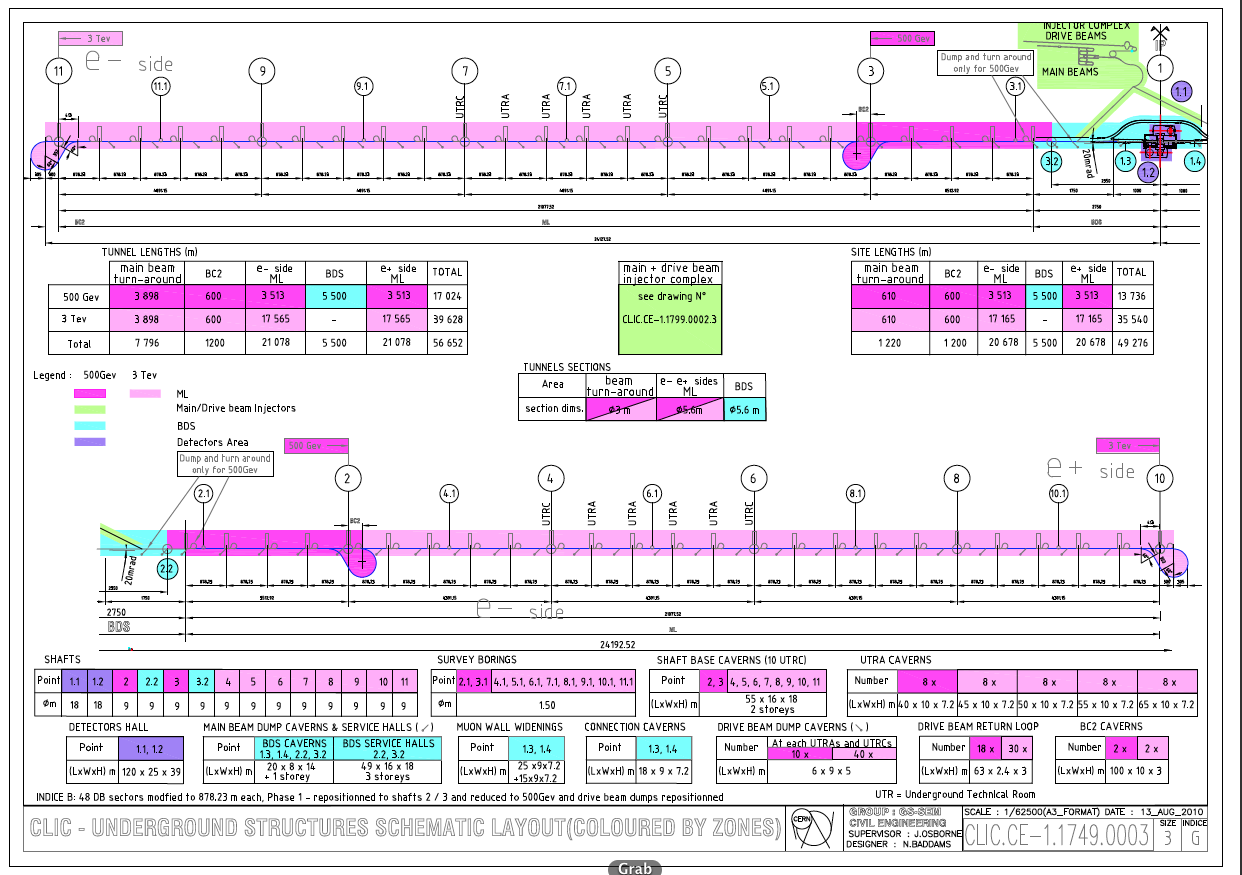 3 Tev
e- side
500 Gev
INJECTOR COMPLEX
DRIVE BEAMS
MAIN BEAMS
Dump and turn around
only for 500Gev
11 9 7 5 3 1
11.1 9.1 7.1 5.1 3.1 1.1
UTRC UTRA UTRA UTRA UTRA UTRC
BC2
3.2 1.3 1.2 1.4
20mrad
BC2 ML BDS
TUNNEL LENGTHS (m)
main beam turn-around BC2 e- side ML BDS e+ side ML TOTAL
500 Gev 3 898 600 3 513 5 500 3 513 17 024
3 Tev 3 898 600 17 565 - 17 565 39 628
Total 7 796 1200 21 078 5 500 21 078 56 652
main + drive beam
injector complex
see drawing N°
CLIC.CE-1.1799.0002.3
SITE LENGTHS (m)
main beam turn-around BC2 e- side ML BDS e+ side ML TOTAL
610 600 3 513 5 500 3 513 13 736
610 600 17 165 - 17 165 35 540
1 220 1 200 20 678 5 500 20 678 49 276
Legend : 500Gev 3 Tev
ML
Main/Drive beam Injectors
BDS
Detectors Area
TUNNELS SECTIONS
Area beam turn-around e- e+ sides ML BDS
section dims. ø3 m ø5,6m ø5,6 m
Dump and turn around
only for 500Gev
500 Gev
3 Tev
e+ side
2 4 6 8 10
2.1 4.1 6.1 8.1 10.1
BC2
UTRC UTRA UTRA UTRA UTRA UTRC
2.2
20mrad
2750
BDS
e- side
ML
24192.52
SHAFTS
Point 1.1 1.2 2 2.2 3 3.2 4 5 6 7 8 9 10 11
øm 18 18 9 9 9 9 9 9 9 9 9 9 9 9
SURVEY BORINGS
Point 2.1, 3.1 4.1, 5.1, 6.1, 7.1, 8.1, 9.1, 10.1, 11.1
øm 1.50
SHAFT BASE CAVERNS (10 UTRC)
Point 2, 3 4, 5, 6, 7, 8, 9, 10, 11
(LxWxH) m 55 x 16 x 18
2 storeys
UTRA CAVERNS
Number 8 x 8 x 8 x 8 x 8 x
(LxWxH) m 40 x 10 x 7.2 45 x 10 x 7.2 50 x 10 x 7.2 55 x 10 x 7.2 65 x 10 x 7.2
DETECTORS HALL
Point 1.1, 1.2
(LxWxH) m 120 x 25 x 39
MAIN BEAM DUMP CAVERNS & SERVICE HALLS (↙)
Point BDS CAVERNS 1.3, 1.4, 2.2, 3.2 BDS SERVICE HALLS 2.2, 3.2
(LxWxH) m 20 x 8 x 14 + 1 storey 49 x 16 x 18 3 storeys
MUON WALL WIDENINGS
Point 1.3, 1.4
(LxWxH) m 25 x9x7.2
+15x9x7.2
CONNECTION CAVERNS
Point 1.3, 1.4
(LxWxH) m 18 x 9 x 7.2
DRIVE BEAM DUMP CAVERNS (↘)
Number At each UTRAs and UTRCs
10 x 40 x
(LxWxH) m 6 x 9 x 5
DRIVE BEAM RETURN LOOP
Number 18 x 30 x
(LxWxH) m 63 x 2.4 x 3
BC2 CAVERNS
Number 2 x 2 x
(LxWxH) m 100 x 10 x 3
INDICE B: 48 DB sectors modfied to 878.23 m each, Phase 1 - repositionned to shafts 2 / 3 and reduced to 500Gev and drive beam dumps repositionned
UTR = Underground Technical Room
CLIC - UNDERGROUND STRUCTURES SCHEMATIC LAYOUT(COLOURED BY ZONES)
CERN
GROUP : GS-SEM
CIVIL ENGINEERING
SUPERVISOR : J.OSBORNE
DESIGNER : N.BADDAMS
SCALE : 1/62500(A3_FORMAT) DATE : 13_AUG_2010
CLIC.CE-1.1749.0003
SIZE INDICE
3 G
Grab